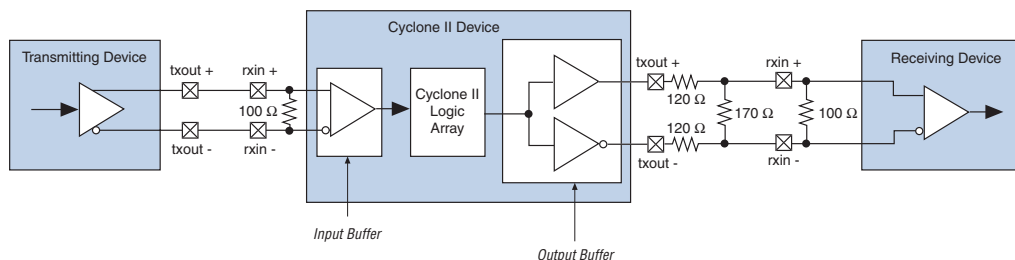 Cyclone II Device
Transmitting Device
txout +
rxin +
100 Ω
txout -
rxin -
Cyclone II
Logic
Array
txout +
120 Ω
rxin +
170 Ω
100 Ω
120 Ω
txout -
rxin -
Receiving Device
Input Buffer
Output Buffer